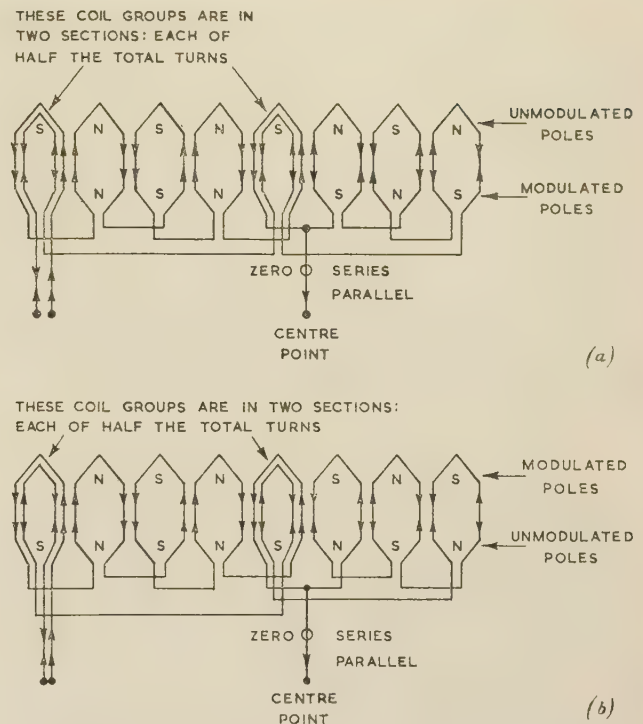 THESE COIL GROUPS ARE IN
TWO SECTIONS: EACH OF
HALF THE TOTAL TURNS
S N S N S N S N
UNMODULATED
POLES
N S N S N S
MODULATED
POLES
ZERO SERIES
PARALLEL
CENTRE
POINT
(a)
THESE COIL GROUPS ARE IN TWO SECTIONS:
EACH OF HALF THE TOTAL TURNS
N S N S N S
MODULATED
POLES
S N S N S N S N
UNMODULATED
POLES
ZERO SERIES
PARALLEL
CENTRE
POINT
(b)